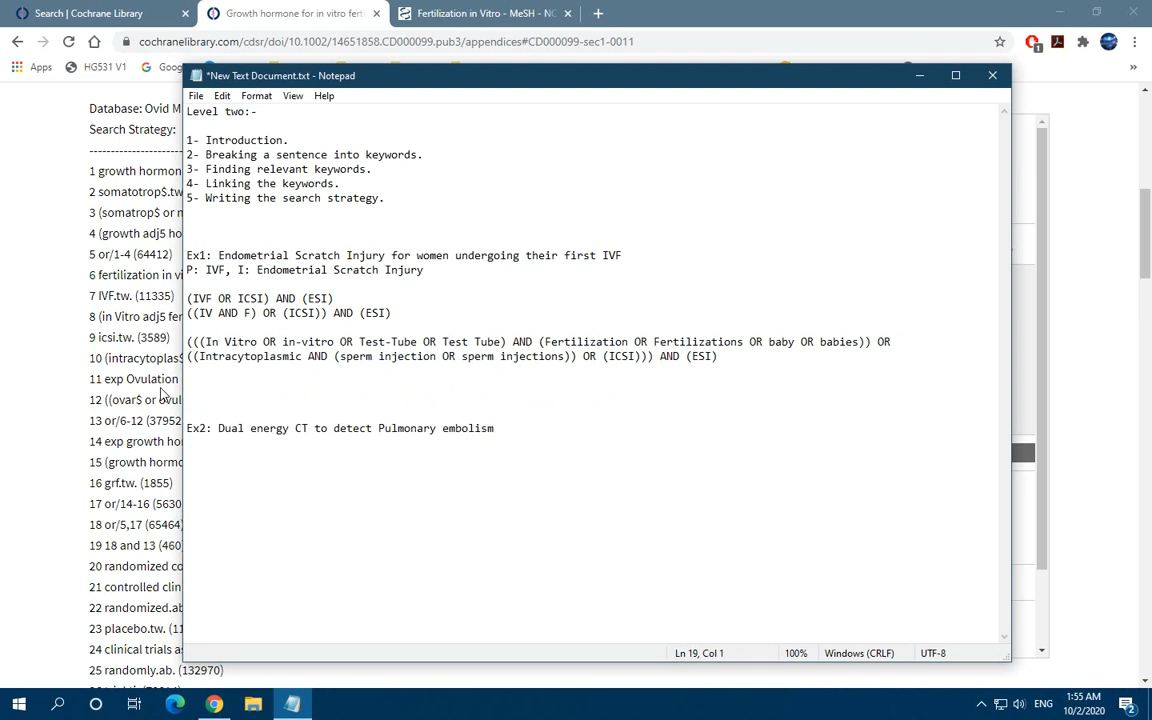 Search | Cochrane Library
Growth hormone for in vitro fert
Fertilization in Vitro - MeSH - NC
cochranelibrary.com/cdsr/doi/10.1002/14651858.CD000099.pub3/appendices#CD000099-sec1-0011
1
Apps
HG531 V1
Goog
»
*New Text Document.txt - Notepad
File Edit Format View Help
Database: Ovid M
Search Strategy:
1 growth hormon
2 somatotrop$.tw
3 (somatrop$ or
4 (growth adj5 ho
5 or/1-4 (64412)
6 fertilization in vi
7 IVF.tw. (11335)
8 (in Vitro adj5 fer
9 icsi.tw. (3589)
10 (intracytoplas
11 exp Ovulation
12 ((ovar$ or ovul
13 or/6-12 (37952
14 exp growth ho
15 (growth hormo
16 grf.tw. (1855)
17 or/14-16 (5630
18 or/5,17 (65464
19 18 and 13 (460
20 randomized co
21 controlled clin
22 randomized.ab
23 placebo.tw. (11
24 clinical trials as
25 randomly.ab. (132970)
Level two:-
1- Introduction.
2- Breaking a sentence into keywords.
3- Finding relevant keywords.
4- Linking the keywords.
5- Writing the search strategy.
Ex1: Endometrial Scratch Injury for women undergoing their first IVF
P: IVF, I: Endometrial Scratch Injury
(IVF OR ICSI) AND (ESI)
((IV AND F) OR (ICSI)) AND (ESI)
(((In Vitro OR in-vitro OR Test-Tube OR Test Tube) AND (Fertilization OR Fertilizations OR baby OR babies)) OR
((Intracytoplasmic AND (sperm injection OR sperm injections)) OR (ICSI))) AND (ESI)
Ex2: Dual energy CT to detect Pulmonary embolism
Ln 19, Col 1
100%
Windows (CRLF)
UTF-8
ENG
1:55 AM
10/2/2020
2